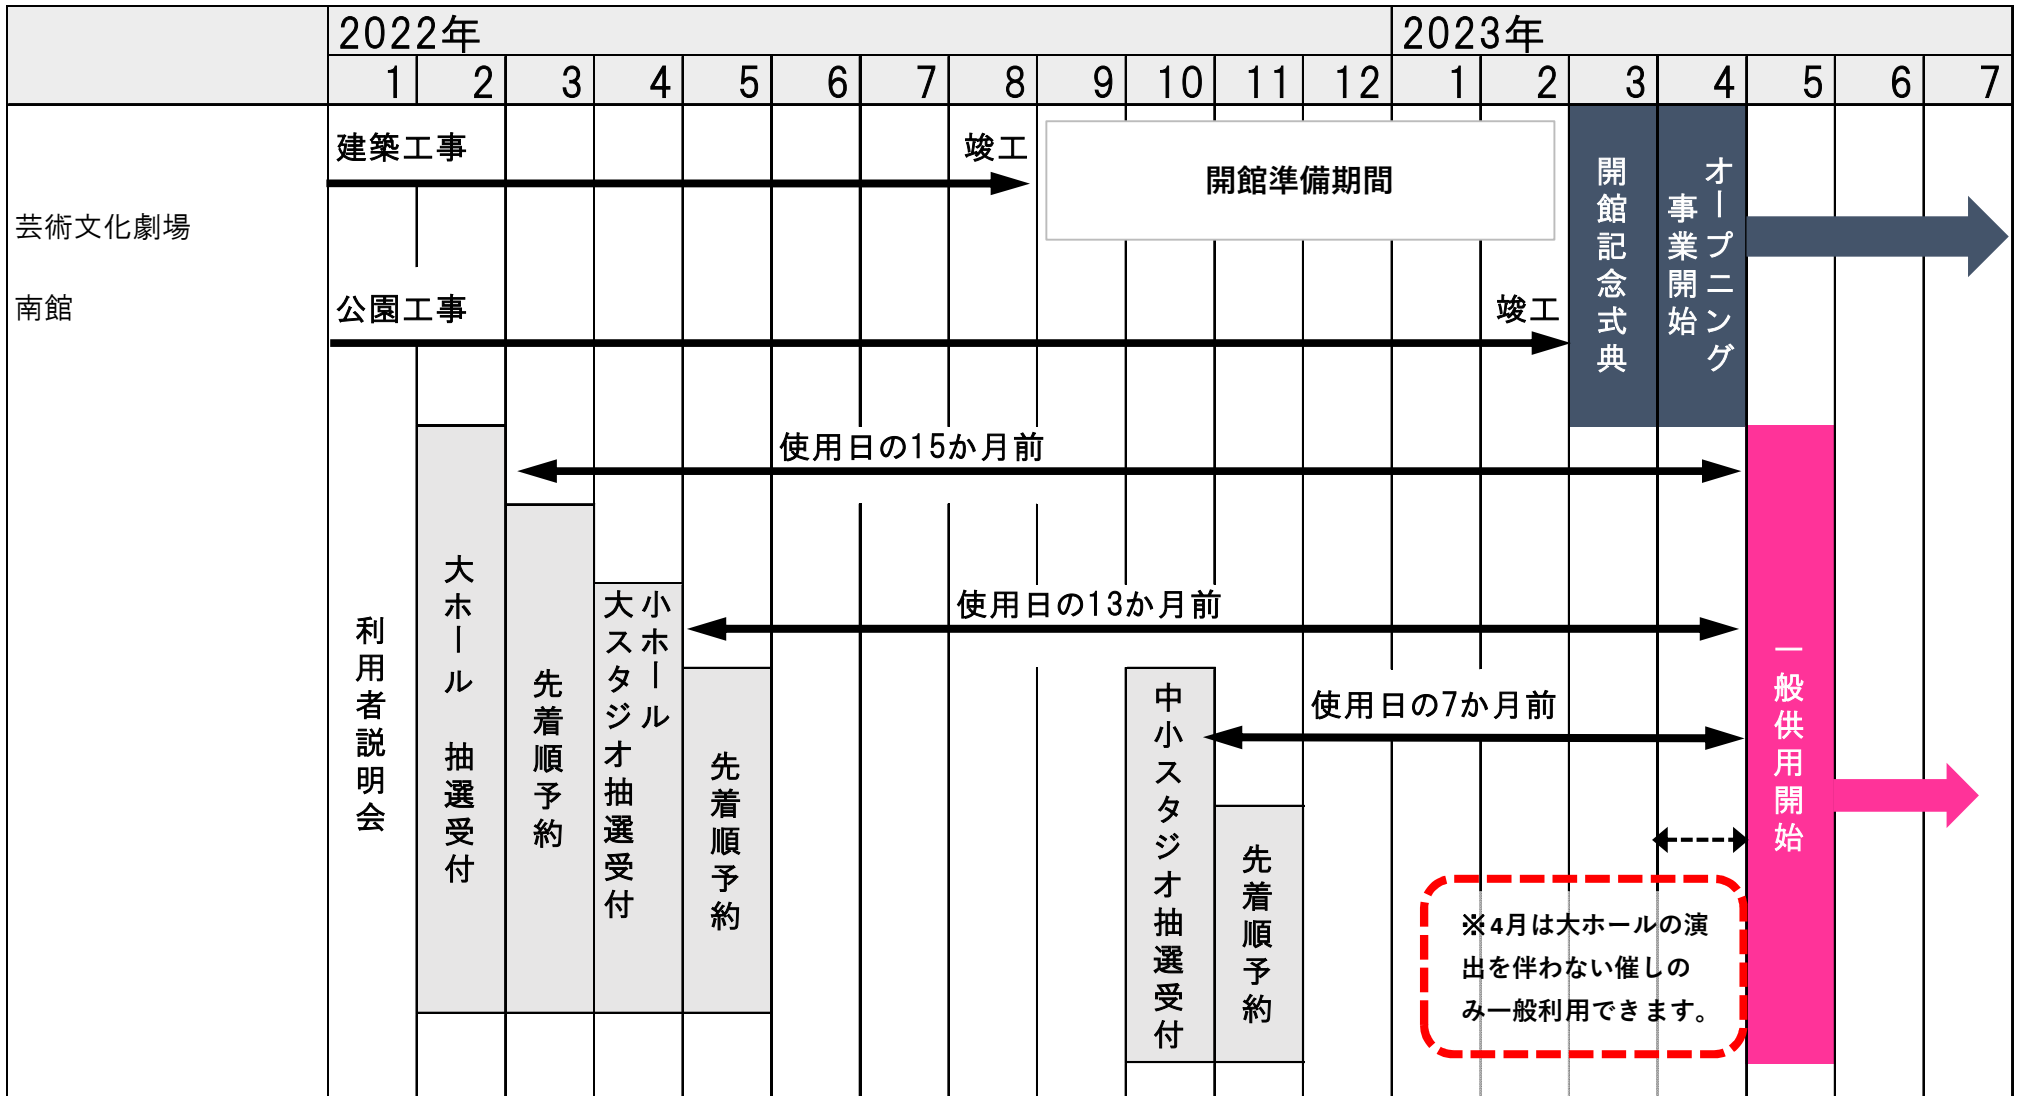 2022年
2023年
1 2 3 4 5 6 7 8 9 10 11 12 1 2 3 4 5 6 7
建築工事
竣工
開館準備期間
芸術文化劇場
南館
公園工事
竣工
開館記念式典
オープニング
事業開始
使用日の15か月前
使用日の13か月前
使用日の7か月前
利用者説明会
大ホール 抽選受付
先着順予約
小ホール
大スタジオ抽選受付
先着順予約
中小スタジオ抽選受付
先着順予約
一般供用開始
※4月は大ホールの演
出を伴わない催しの
み一般利用できます。